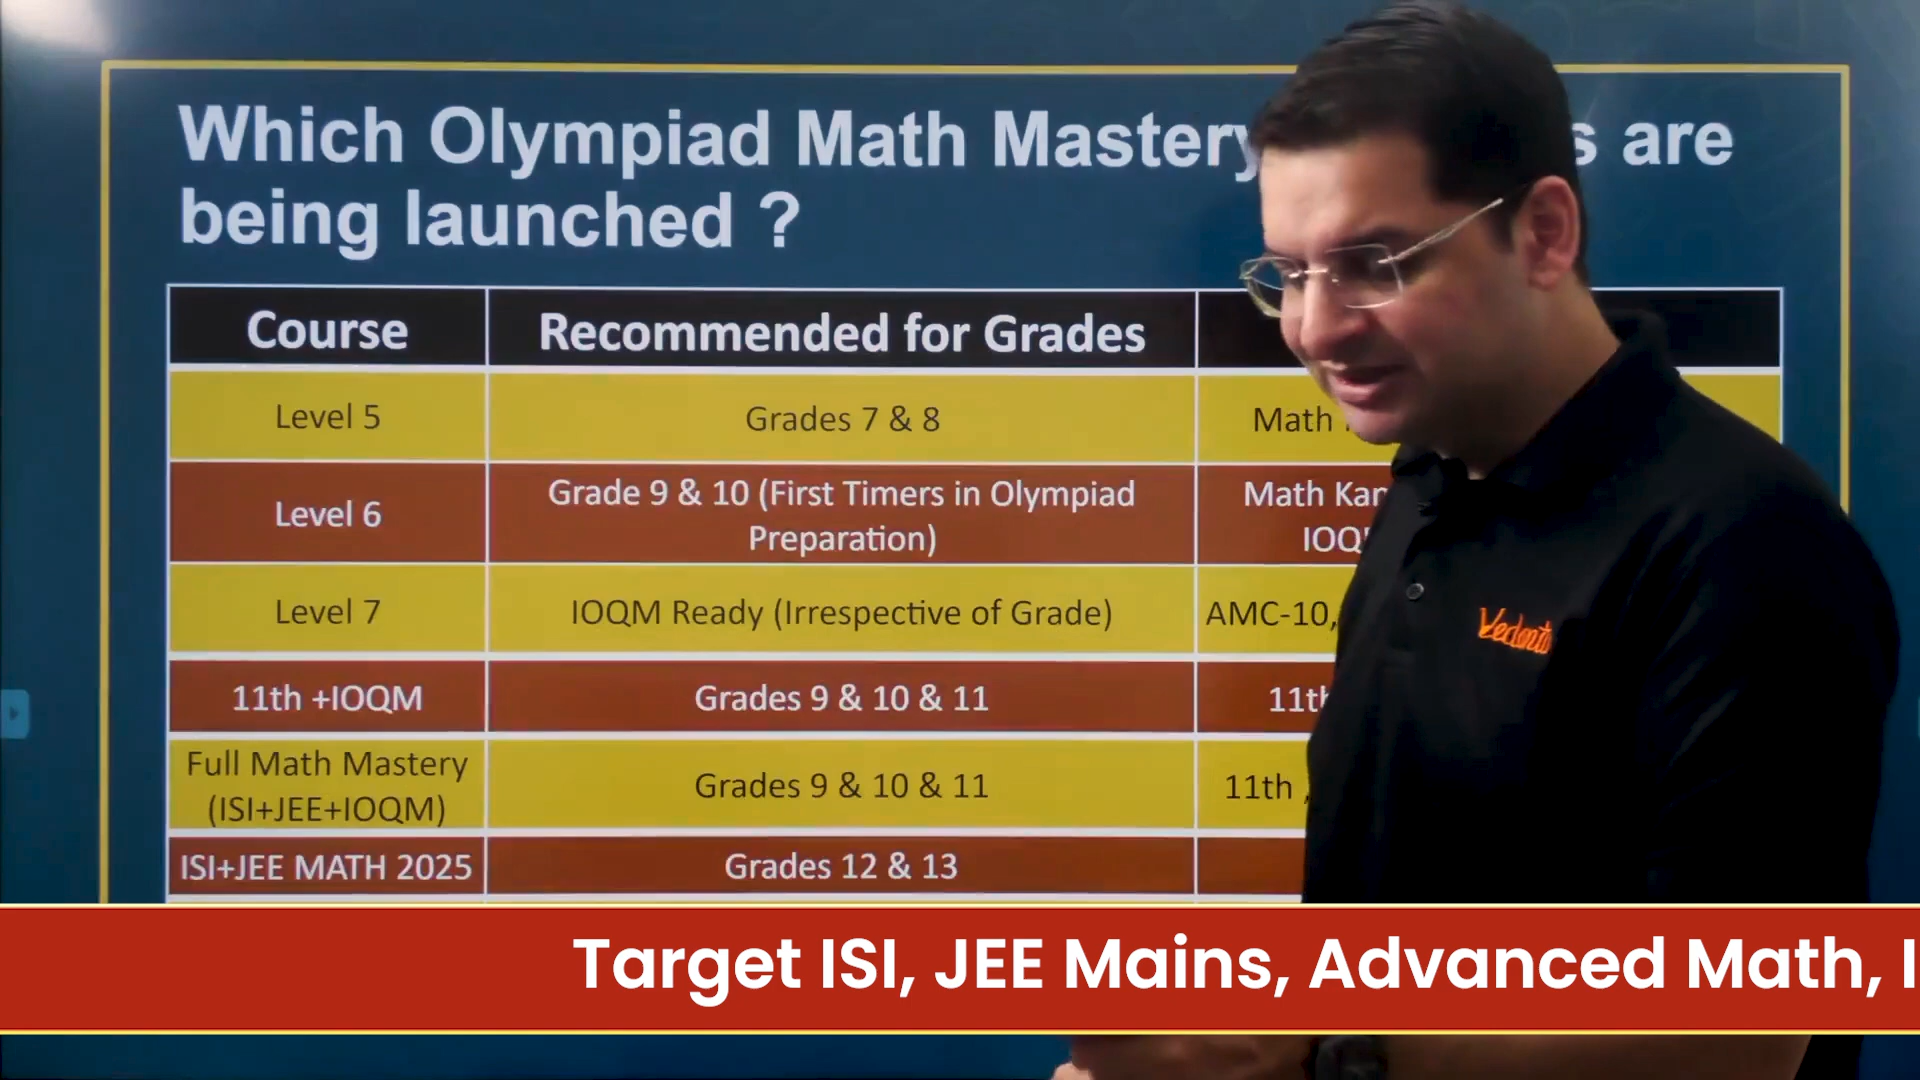 Which Olympiad Math Mastery s are
being launched ?
Course Recommended for Grades
Level 5 Grades 7 & 8 Math
Level 6 Grade 9 & 10 (First Timers in Olympiad
Preparation) Math Kan
IOQ
Level 7 IOQM Ready (Irrespective of Grade) AMC-10,
11th +IOQM Grades 9 & 10 & 11 11th
Full Math Mastery
(ISI+JEE+IOQM) Grades 9 & 10 & 11 11th ,
ISI+JEE MATH 2025 Grades 12 & 13
Vedantu
Target ISI, JEE Mains, Advanced Math, I